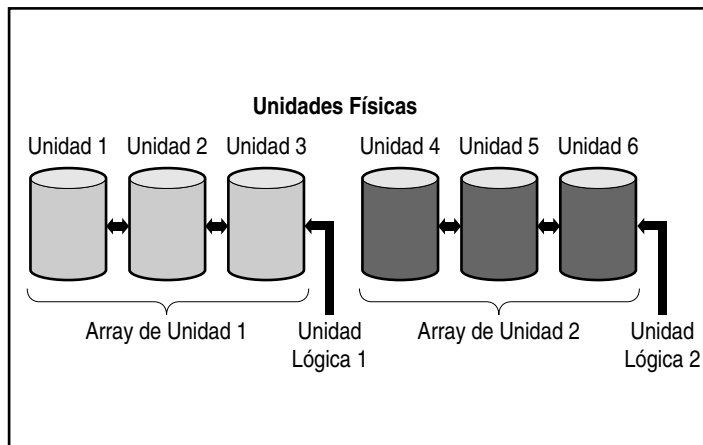 Unidades Físicas
Unidad 1 Unidad 2 Unidad 3 Unidad 4 Unidad 5 Unidad 6
Array de Unidad 1
Unidad
Lógica 1
Array de Unidad 2
Unidad
Lógica 2